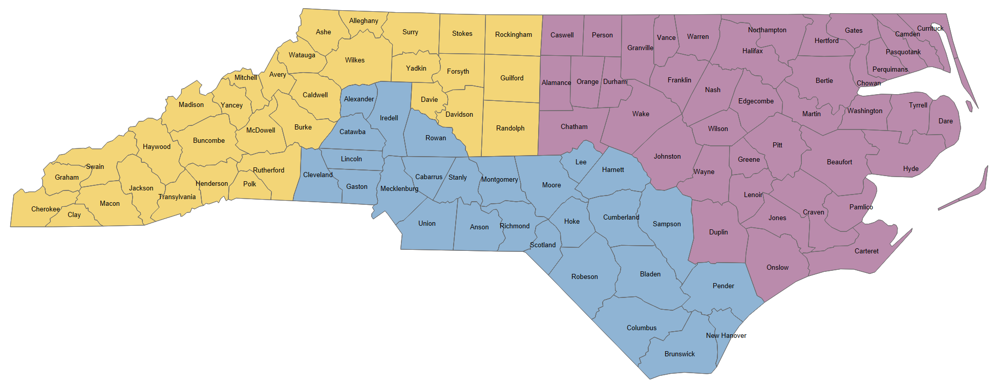 Alleghany
Ashe
Surry
Stokes
Rockingham
Caswell
Person
Granville
Vance
Warren
Northampton
Halifax
Hertford
Gates
Camden
Currituck
Pasquotank
Perquimans
Chowan
Watauga
Wilkes
Yadkin
Forsyth
Guilford
Alamance
Orange
Durham
Franklin
Nash
Edgecombe
Bertie
Mitchell
Avery
Caldwell
Alexander
Iredell
Davie
Davidson
Randolph
Chatham
Wake
Wilson
Martin
Washington
Tyrrell
Dare
Madison
Yancey
McDowell
Burke
Catawba
Rowan
Buncombe
Haywood
Swain
Graham
Jackson
Macon
Cherokee
Clay
Transylvania
Henderson
Polk
Rutherford
Cleveland
Lincoln
Gaston
Mecklenburg
Cabarrus
Stanly
Montgomery
Moore
Lee
Harnett
Johnston
Wayne
Greene
Pitt
Beaufort
Hyde
Lenoir
Craven
Pamlico
Jones
Carteret
Onslow
Duplin
Sampson
Cumberland
Hoke
Scotland
Richmond
Anson
Union
Robeson
Bladen
Pender
Columbus
New Hanover
Brunswick